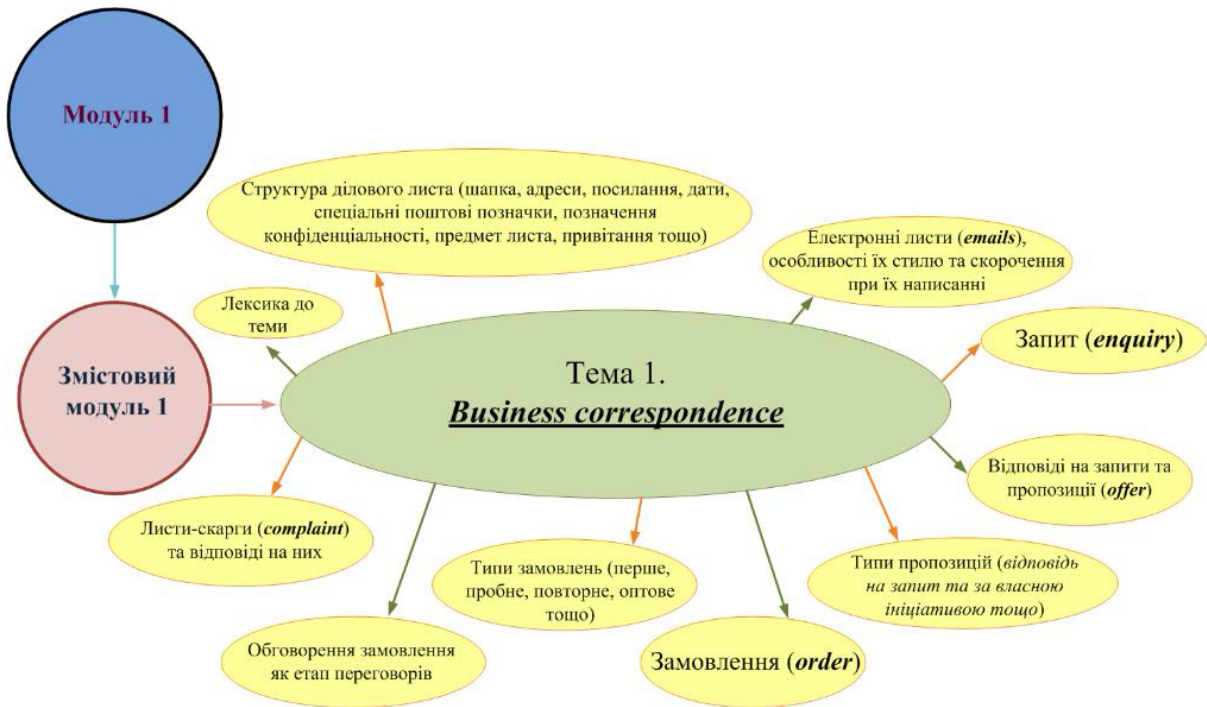 Модуль 1
Структура ділового листа (шапка, адреси, посилання, дати,
спеціальні поштові позначки, позначення
конфіденціальності, предмет листа, привітання тощо)
Електронні листи (emails),
особливості їх стилю та скорочення
при їх написанні
Лексика до
теми
Запит (enquiry)
Змістовий
модуль 1
Тема 1.
Business correspondence
Відповіді на запити та
пропозиції (offer)
Листи-скарги (complaint)
та відповіді на них
Типи замовлень (перше,
пробне, повторне, оптове
тощо)
Типи пропозицій (відповідь
на запит та за власною
ініціативою тощо)
Обговорення замовлення
як етап переговорів
Замовлення (order)